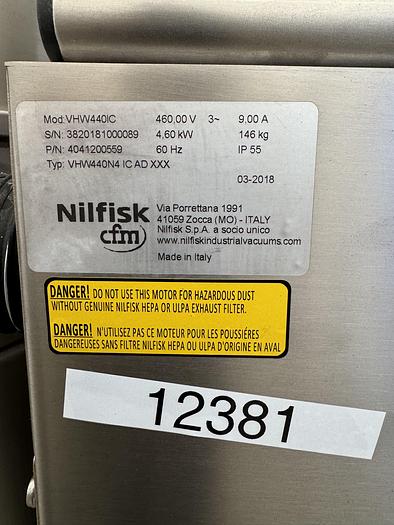 Mod: VHW440IC 460,00 V 3~ 9,00 A
S/N: 3820181000089 4,60 kW 146 kg
P/N: 4041200559 60 Hz IP 55
Typ: VHW440N4 IC AD XXX
03-2018
Nilfisk
cfm
Via Porrettana 1991
41059 Zocca (MO) - ITALY
Nilfisk S.p.A. a socio unico
www.nilfiskindustrialvacuums.com
Made in Italy
DANGER! DO NOT USE THIS MOTOR FOR HAZARDOUS DUST
WITHOUT GENUINE NILFISK HEPA OR ULPA EXHAUST FILTER.
DANGER! N'UTILISEZ PAS CE MOTEUR POUR LES POUSSIÉRES
DANGEREUSES SANS FILTRE NILFISK HEPA OU ULPA D'ORIGINE EN AVAL
12381